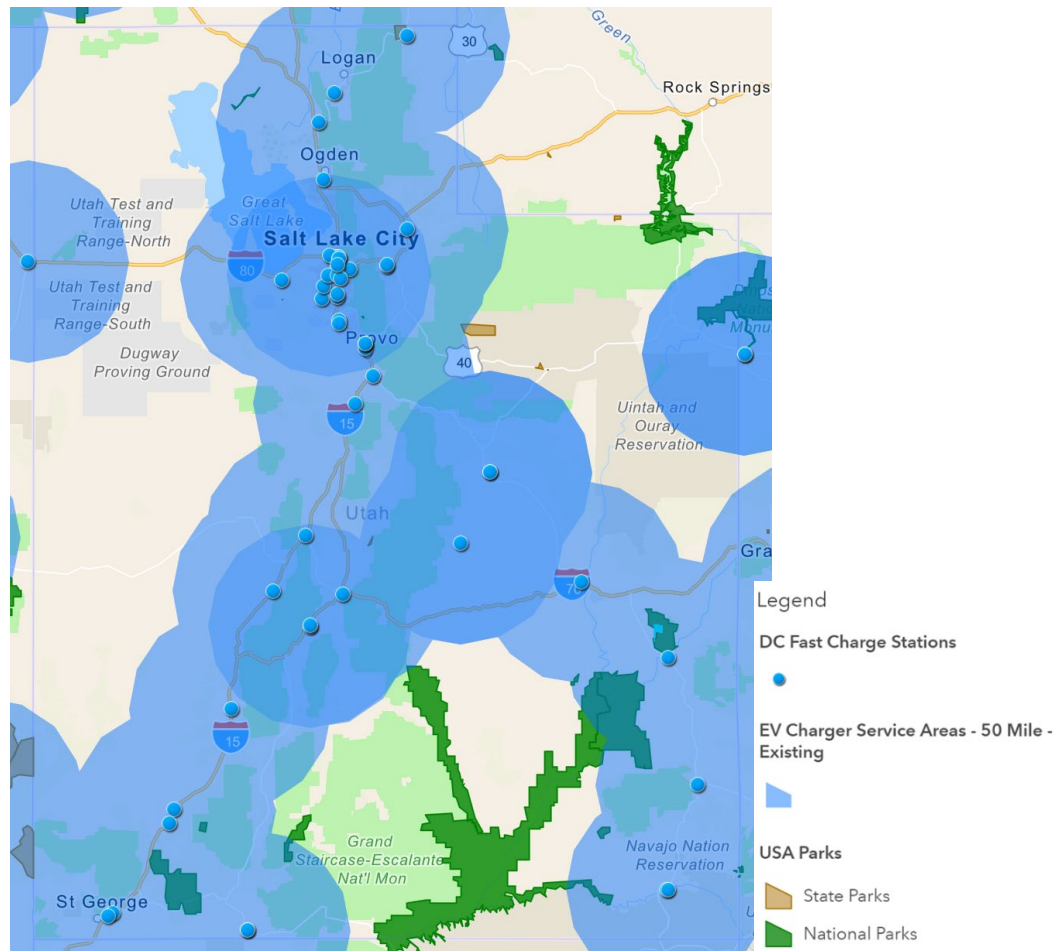 Green
30
Logan
Rock Springs
Ogden
Utah Test and
Training
Range-North
Great
Salt Lake
Salt Lake City
80
Utah Test and
Training
Range-South
Provo
Dugway
Proving Ground
40
15
Uintah and
Ouray
Reservation
Utah
Gra
70
Legend
DC Fast Charge Stations
EV Charger Service Areas - 50 Mile -
Existing
15
USA Parks
Grand
Staircase-Escalante
Nat'l Mon
Navajo Nation
Reservation
State Parks
St George
National Parks